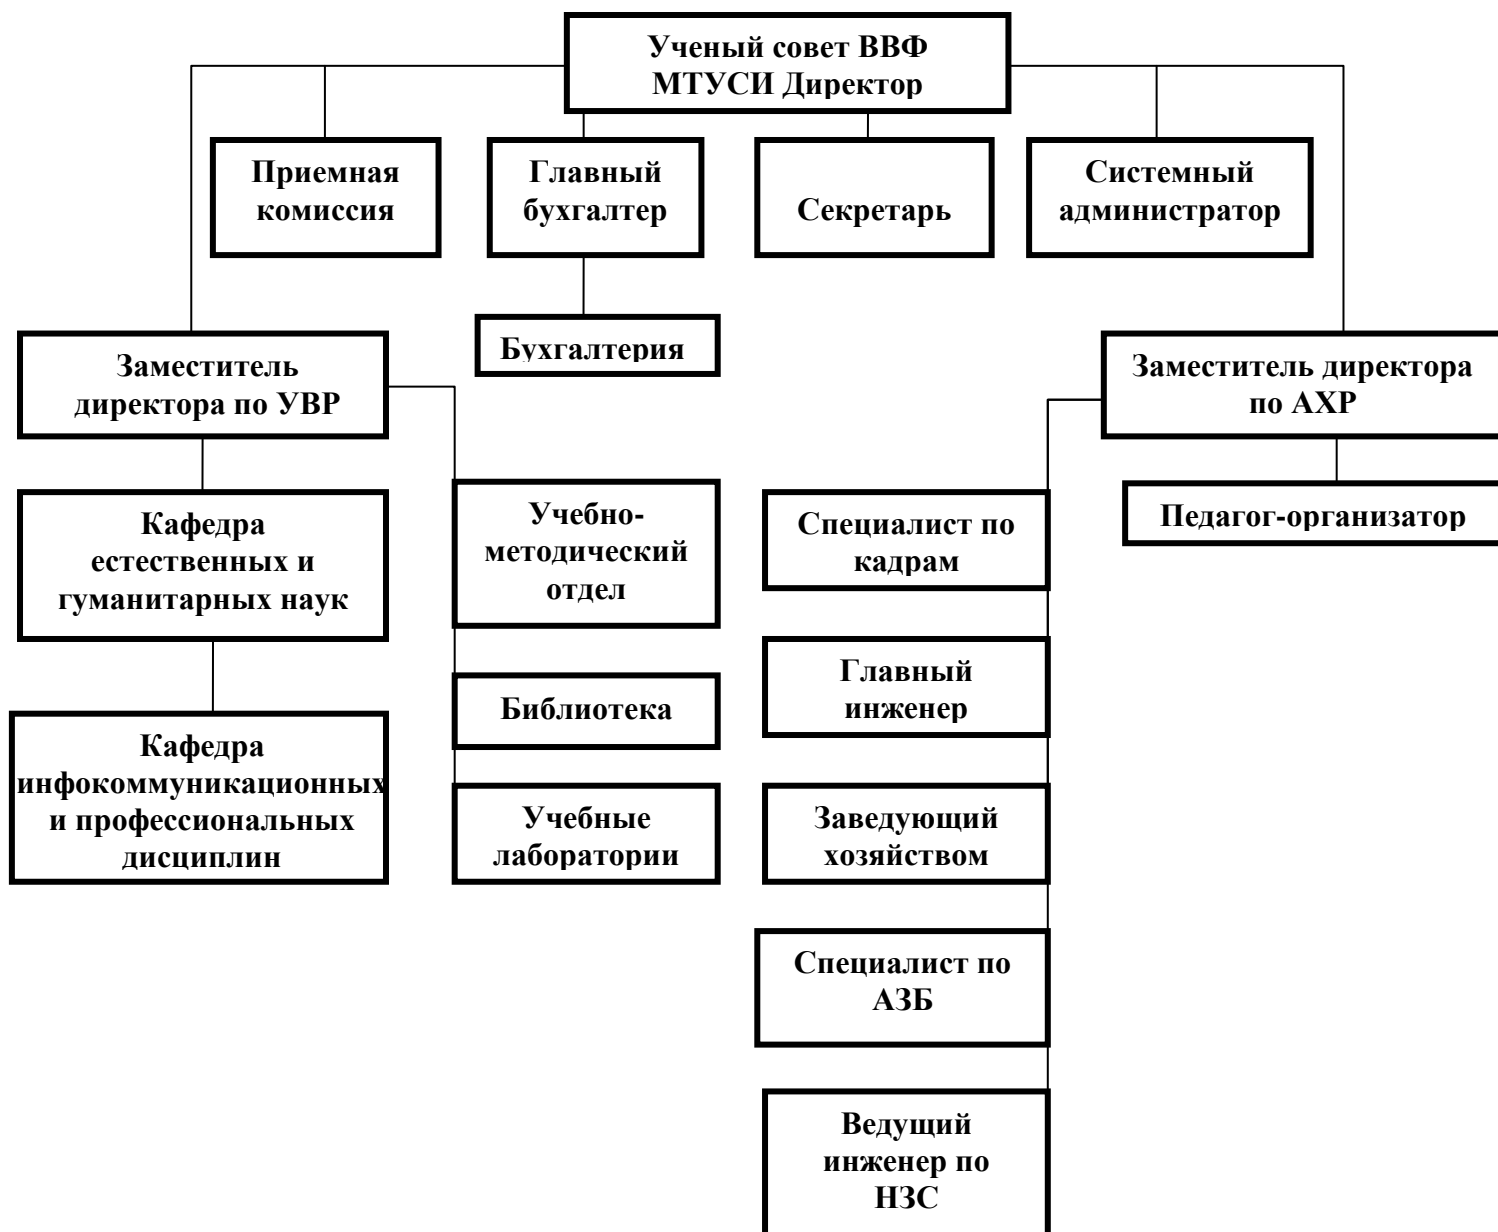 Ученый совет ВВФ
МТУСИ Директор
Приемная
комиссия
Главный
бухгалтер
Секретарь
Системный
администратор
Бухгалтерия
Заместитель
директора по УВР
Заместитель директора
по АХР
Кафедра
естественных и
гуманитарных наук
Учебно-
методический
отдел
Специалист по
кадрам
Педагог-организатор
Главный
инженер
Библиотека
Кафедра
инфокоммуникационных
и профессиональных
дисциплин
Учебные
лаборатории
Заведующий
хозяйством
Специалист по
АЗБ
Ведущий
инженер по
НЗС